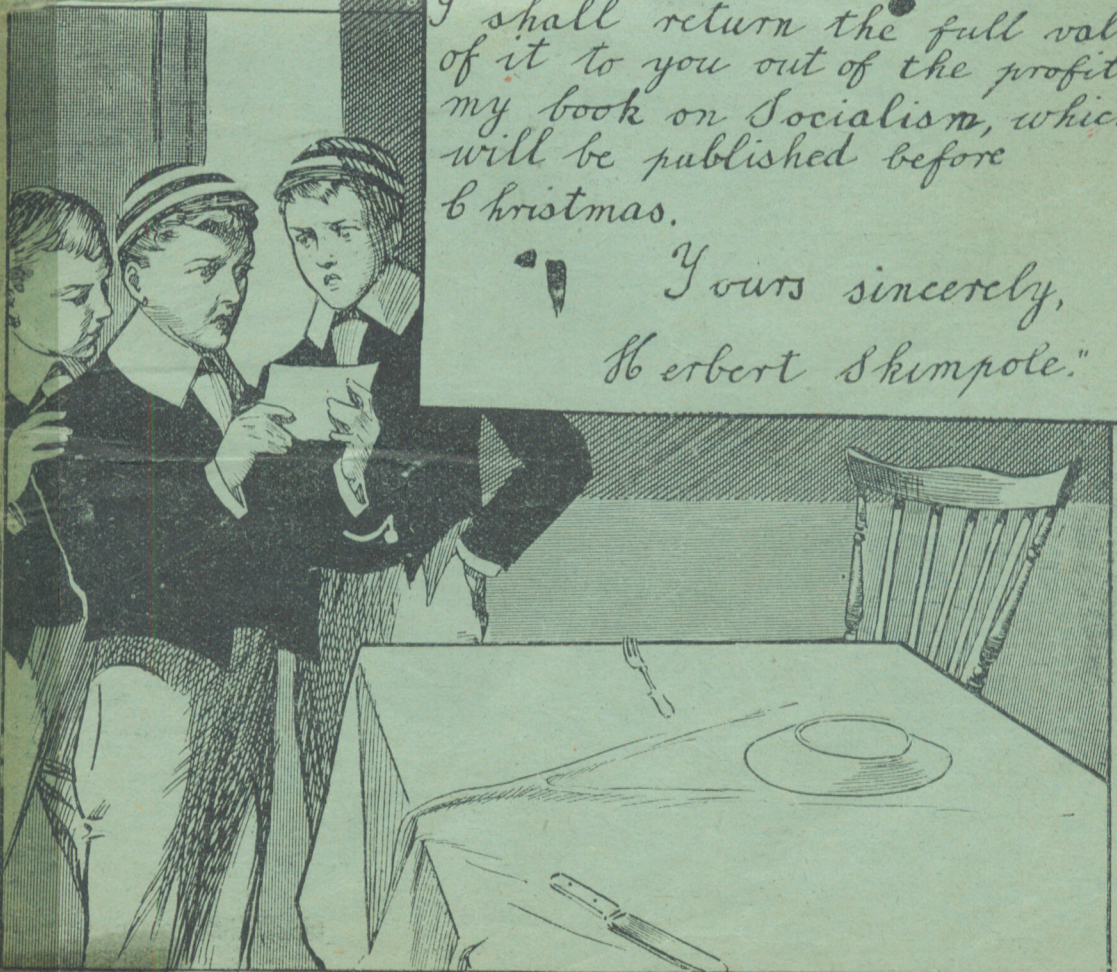 I shall return the full val
of it to you out of the profit
my book on Socialism, whic
will be published before
Christmas.
Yours sincerely,
Herbert Skimpole."